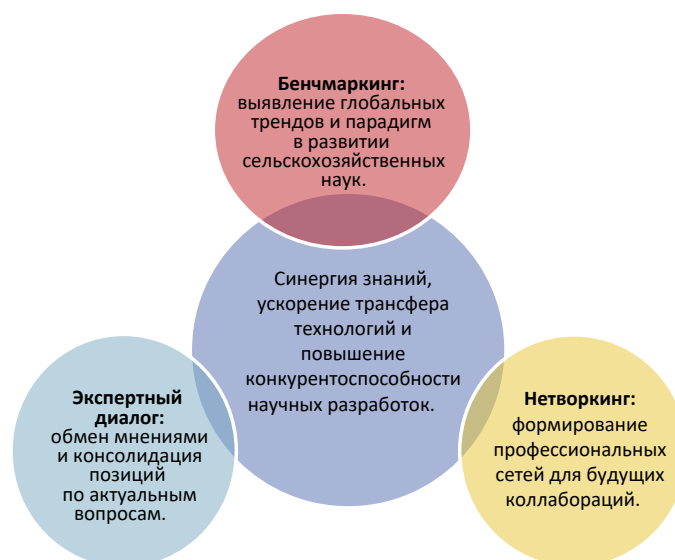 Бенчмаркинг:
выявление глобальных
трендов и парадигм
в развитии
сельскохозяйственных
наук.
Синергия знаний,
ускорение трансфера
технологий и
повышение
конкурентоспособности
научных разработок.
Экспертный
диалог:
обмен мнениями
и консолидация
позиций
по актуальным
вопросам.
Нетворкинг:
формирование
профессиональных
сетей для будущих
коллабораций.